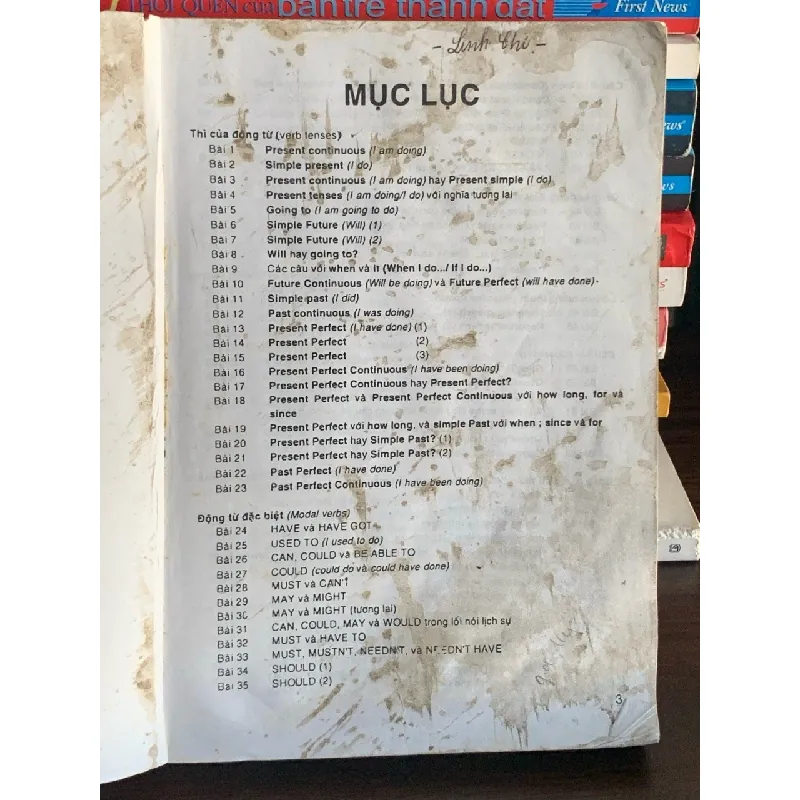 THÓI QUEN của bạn trẻ thành đạt
First News
- Linh Chi -
MỤC LỤC
Thì của động từ (verb tenses)
Bài 1 Present continuous (I am doing)
Bài 2 Simple present (I do)
Bài 3 Present continuous (I am doing) hay Present simple (I do)
Bài 4 Present tenses (I am doing/I do) với nghĩa tương lai
Bài 5 Going to (I am going to do)
Bài 6 Simple Future (Will) (1)
Bài 7 Simple Future (Will) (2)
Bài 8 Will hay going to?
Bài 9 Các câu với when và if (When I do.../ If I do...)
Bài 10 Future Continuous (Will be doing) và Future Perfect (will have done)
Bài 11 Simple past (I did)
Bài 12 Past continuous (I was doing)
Bài 13 Present Perfect (I have done) (1)
Bài 14 Present Perfect (2)
Bài 15 Present Perfect (3)
Bài 16 Present Perfect Continuous (I have been doing)
Bài 17 Present Perfect Continuous hay Present Perfect?
Bài 18 Present Perfect và Present Perfect Continuous với how long, for và
since
Bài 19 Present Perfect với how long, và simple Past với when ; since và for
Bài 20 Present Perfect hay Simple Past? (1)
Bài 21 Present Perfect hay Simple Past? (2)
Bài 22 Past Perfect (I have done)
Bài 23 Past Perfect Continuous (I have been doing)
Động từ đặc biệt (Modal verbs)
Bài 24 HAVE và HAVE GOT
Bài 25 USED TO (I used to do)
Bài 26 CAN, COULD và BE ABLE TO
Bài 27 COULD (could do và could have done)
Bài 28 MUST và CAN'T
Bài 29 MAY và MIGHT
Bài 30 MAY và MIGHT (tương lai)
Bài 31 CAN, COULD, MAY và WOULD trong lối nói lịch sự
Bài 32 MUST và HAVE TO
Bài 33 MUST, MUSTN'T, NEEDN'T, và NEEDN'T HAVE
Bài 34 SHOULD (1)
Bài 35 SHOULD (2)
3